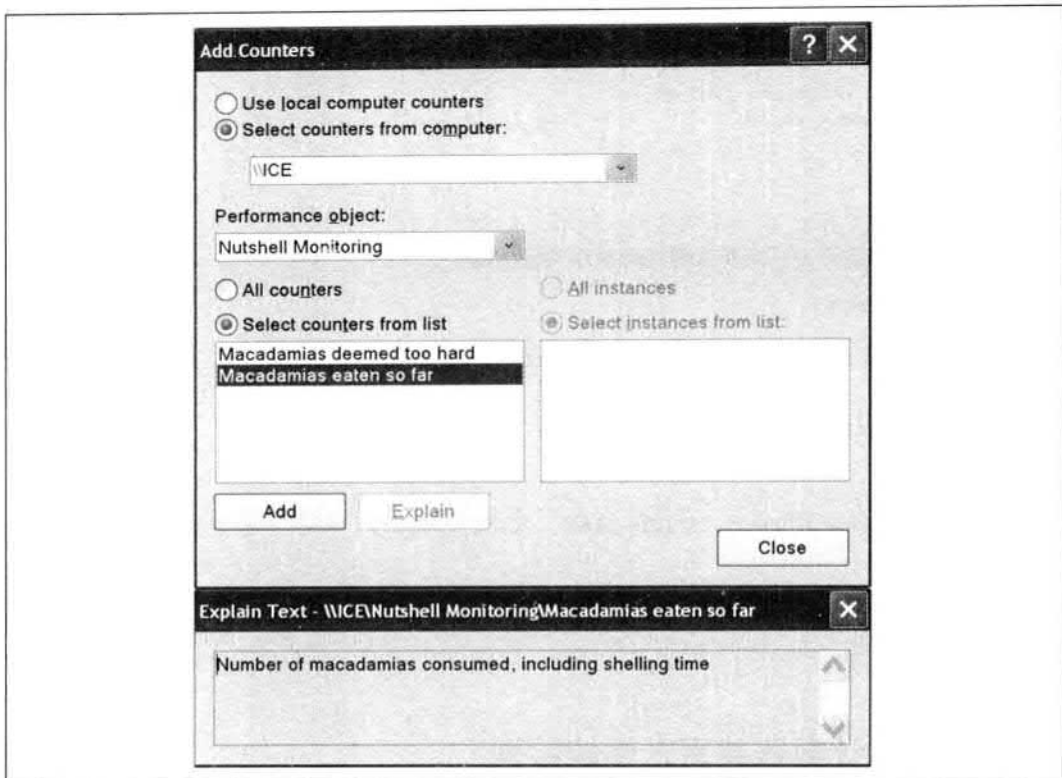 Add Counters
Use local computer counters
Select counters from computer:
\\ICE
Performance object:
Nutshell Monitoring
All counters
All instances
Select counters from list
Select instances from list:
Macadamias deemed too hard
Macadamias eaten so far
Add
Explain
Close
Explain Text - \\ICE\Nutshell Monitoring\Macadamias eaten so far
Number of macadamias consumed, including shelling time